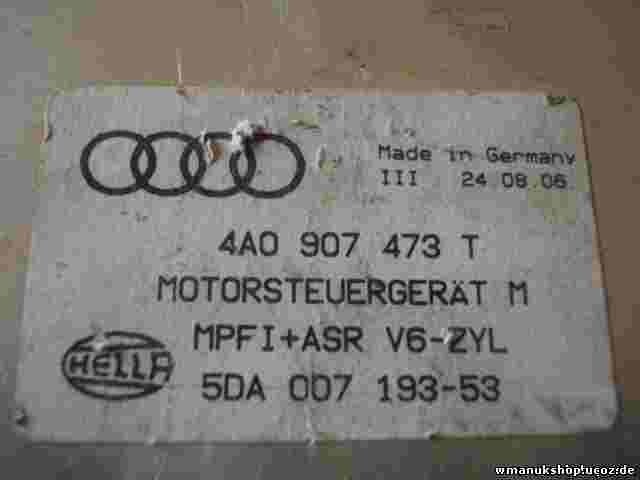 Made in Germany
III 24.08.06
4A0 907 473 T
MOTORSTEUERGERÄT M
MPFI+ASR V6-ZYL
HELLA
5DA 007 193-53
wmanukshop.ucoz.de